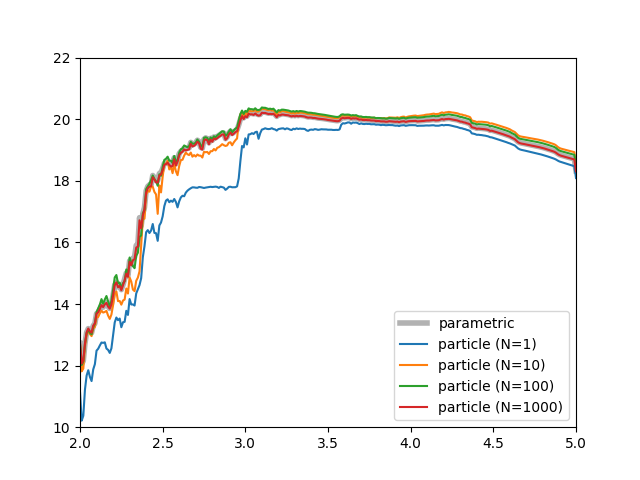 22
20
18
16
14
12
10
2.0 2.5 3.0 3.5 4.0 4.5 5.0
parametric
particle (N=1)
particle (N=10)
particle (N=100)
particle (N=1000)